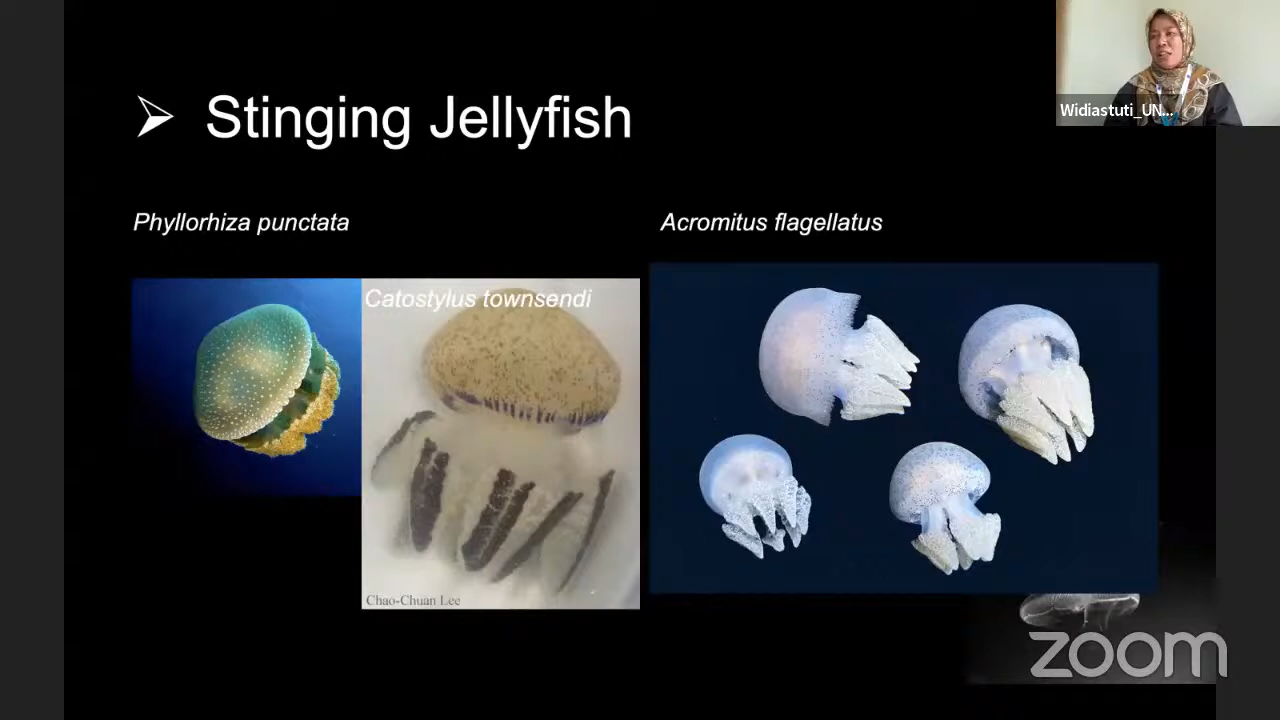 Widiastuti_UN...
➢ Stinging Jellyfish
Phyllorhiza punctata
Acromitus flagellatus
Catostylus townsendi
Chao-Chuan Lee
zoom